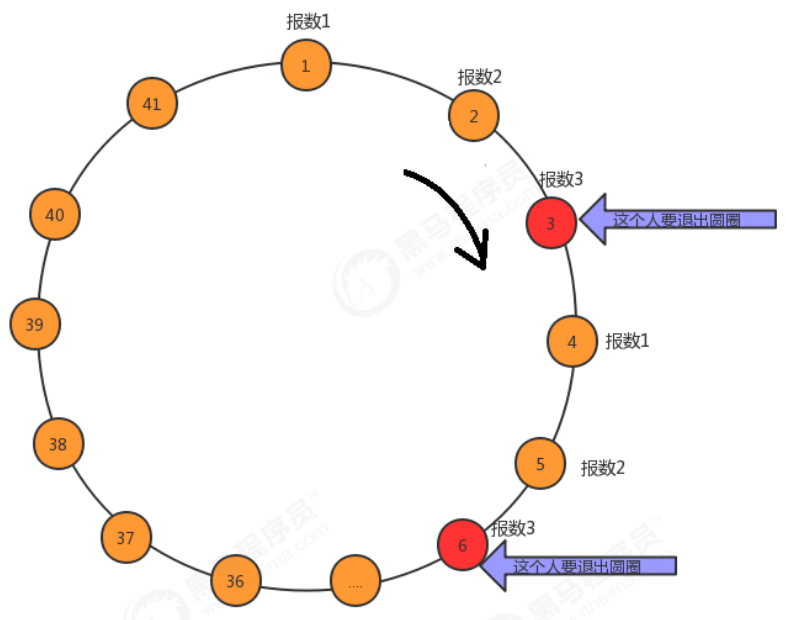 报数1
1
41
报数2
2
报数3
3
这个人要退出圆圈
40
黑马程序员
39
4
报数1
38
5
报数2
37
报数3
6
这个人要退出圆圈
36
....
黑马程序员
黑马程序员
www.itheima.com